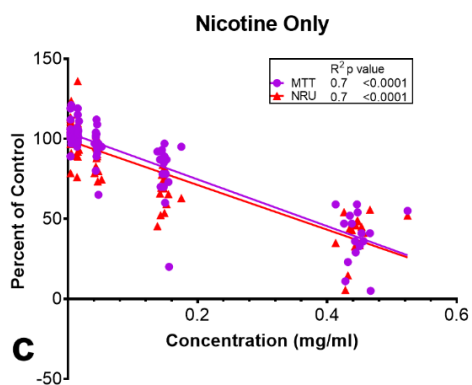 Nicotine Only
R2 p value
MTT 0.7 <0.0001
NRU 0.7 <0.0001
150
100
50
0
-50
Percent of Control
0.2 0.4 0.6
Concentration (mg/ml)
C